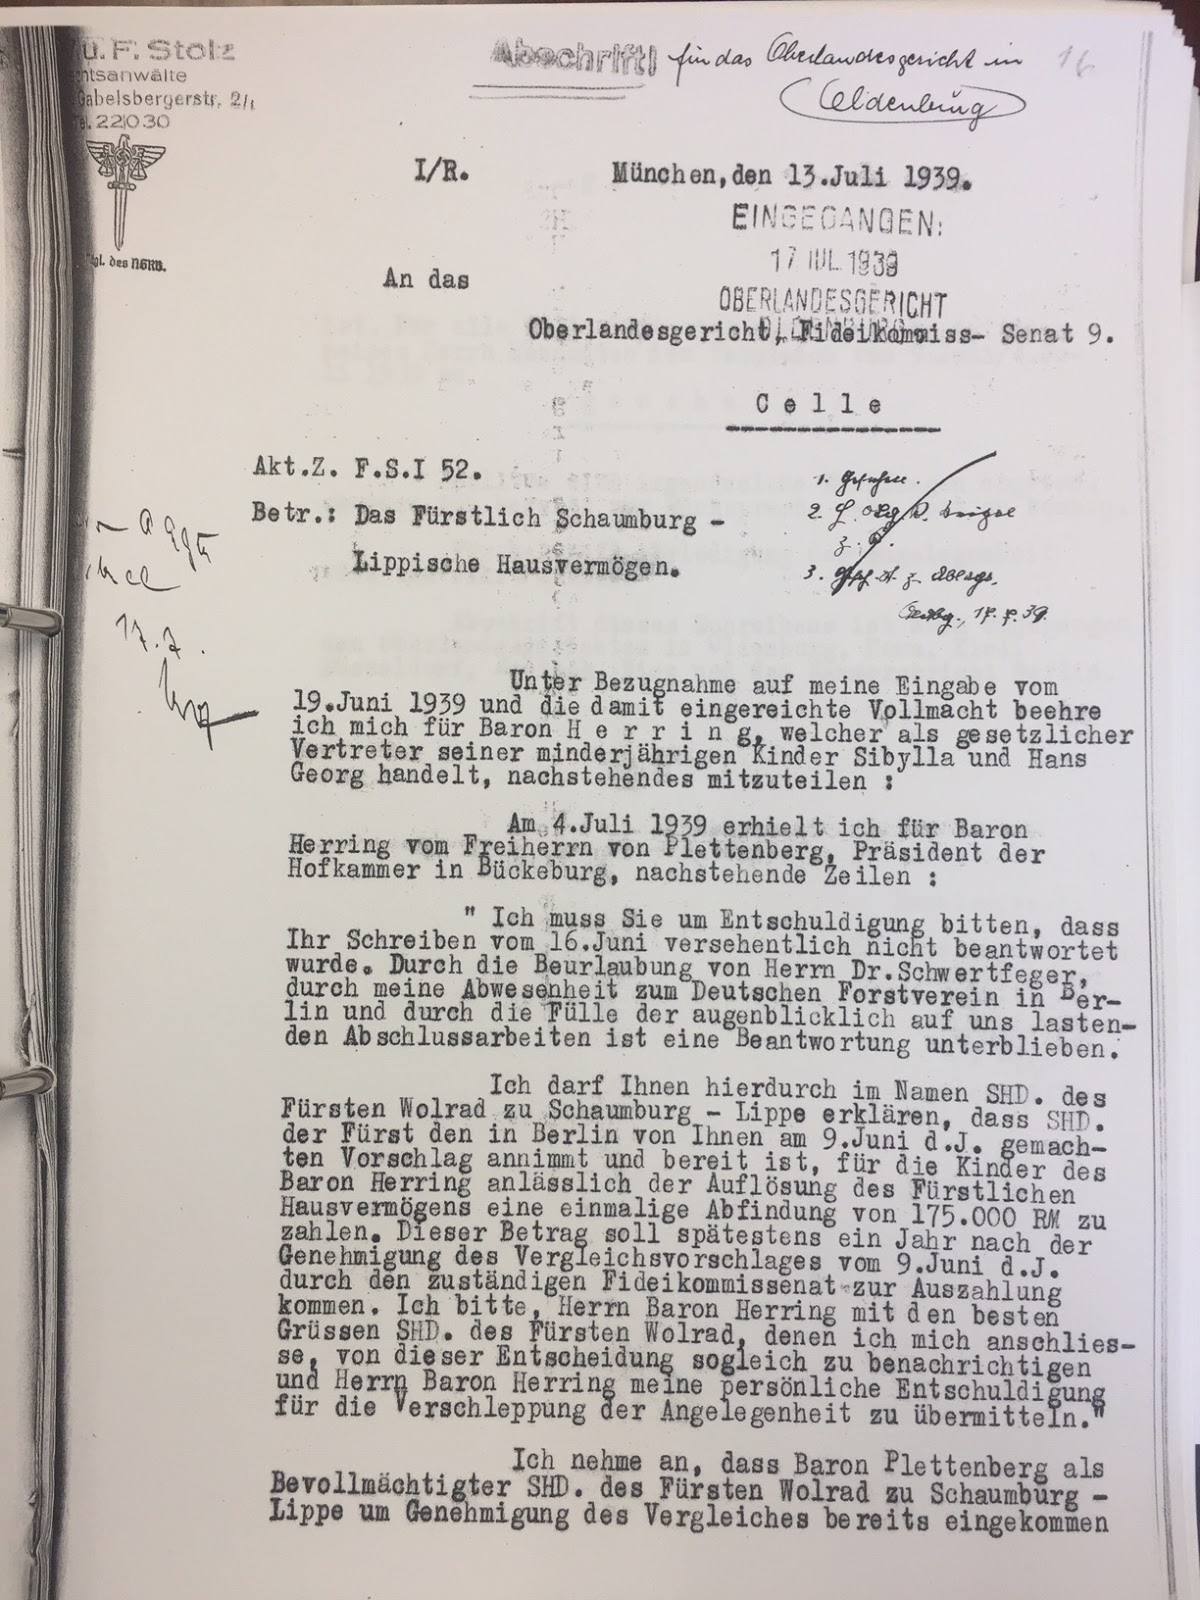 u. F. Stolz
chtsanwälte
Gabelsbergerstr. 2/I
Tel. 22030
gl. des NSRB.
Abschrift! für das Oberlandesgericht in
Oldenburg
16
I/R. München, den 13.Juli 1939.
EINGEGANGEN:
17 JUL 1939
OBERLANDESGERICHT
OLDENBURG
An das
Oberlandesgericht, Fideikommiss- Senat 9.
C e l l e
Akt.Z. F.S.I 52.
Betr.: Das Fürstlich Schaumburg -
Lippische Hausvermögen.
1.
2.
3.
17.7.39
17.7.
Unter Bezugnahme auf meine Eingabe vom
19.Juni 1939 und die damit eingereichte Vollmacht beehre
ich mich für Baron H e r r i n g, welcher als gesetzlicher
Vertreter seiner minderjährigen Kinder Sibylla und Hans
Georg handelt, nachstehendes mitzuteilen :
Am 4.Juli 1939 erhielt ich für Baron
Herring vom Freiherrn von Plettenberg, Präsident der
Hofkammer in Bückeburg, nachstehende Zeilen :
" Ich muss Sie um Entschuldigung bitten, dass
Ihr Schreiben vom 16.Juni versehentlich nicht beantwortet
wurde. Durch die Beurlaubung von Herrn Dr.Schwertfeger,
durch meine Abwesenheit zum Deutschen Forstverein in Ber-
lin und durch die Fülle der augenblicklich auf uns lasten-
den Abschlussarbeiten ist eine Beantwortung unterblieben.
Ich darf Ihnen hierdurch im Namen SHD. des
Fürsten Wolrad zu Schaumburg - Lippe erklären, dass SHD.
der Fürst den in Berlin von Ihnen am 9.Juni d.J. gemach-
ten Vorschlag annimmt und bereit ist, für die Kinder des
Baron Herring anlässlich der Auflösung des Fürstlichen
Hausvermögens eine einmalige Abfindung von 175.000 RM zu
zahlen. Dieser Betrag soll spätestens ein Jahr nach der
Genehmigung des Vergleichsvorschlages vom 9.Juni d.J.
durch den zuständigen Fideikommissenat zur Auszahlung
kommen. Ich bitte, Herrn Baron Herring mit den besten
Grüssen SHD. des Fürsten Wolrad, denen ich mich anschlies-
se, von dieser Entscheidung sogleich zu benachrichtigen
und Herrn Baron Herring meine persönliche Entschuldigung
für die Verschleppung der Angelegenheit zu übermitteln."
Ich nehme an, dass Baron Plettenberg als
Bevollmächtigter SHD. des Fürsten Wolrad zu Schaumburg -
Lippe um Genehmigung des Vergleiches bereits eingekommen